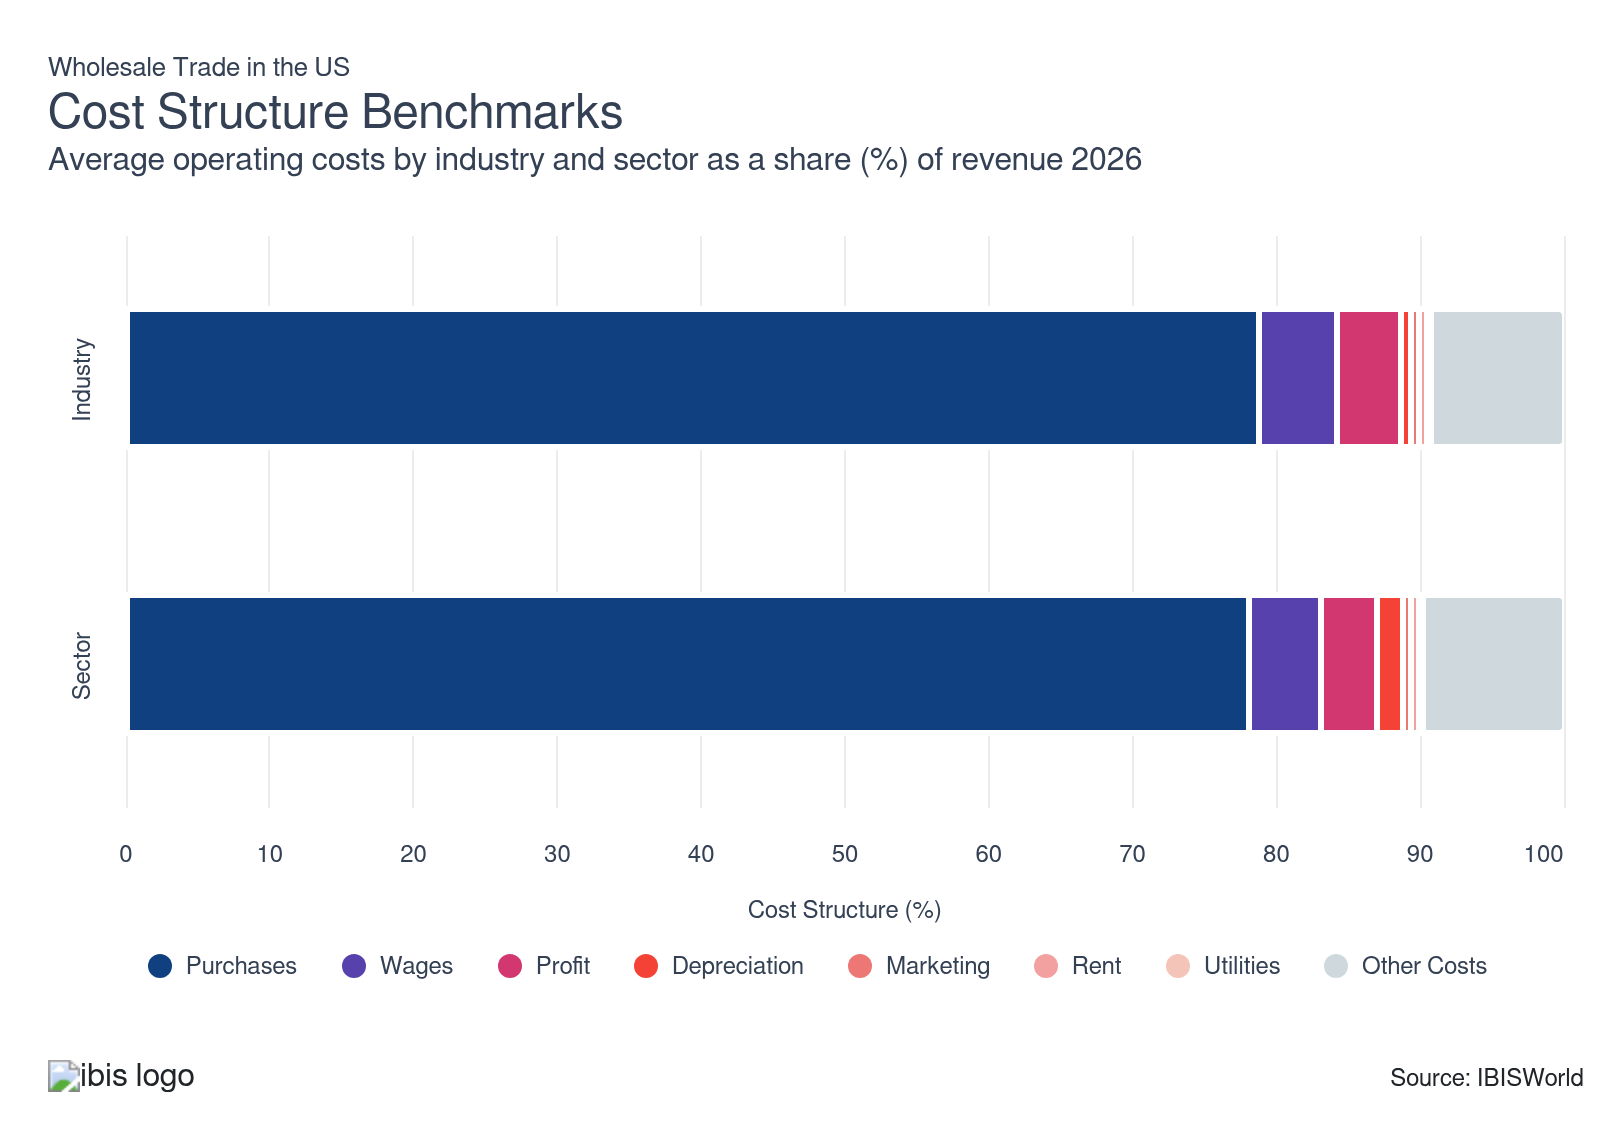 Wholesale Trade in the US
Cost Structure Benchmarks
Average operating costs by industry and sector as a share (%) of revenue 2026
Industry
Sector
0 10 20 30 40 50 60 70 80 90 100
Cost Structure (%)
Purchases Wages Profit Depreciation Marketing Rent Utilities Other Costs
ibis logo
Source: IBISWorld